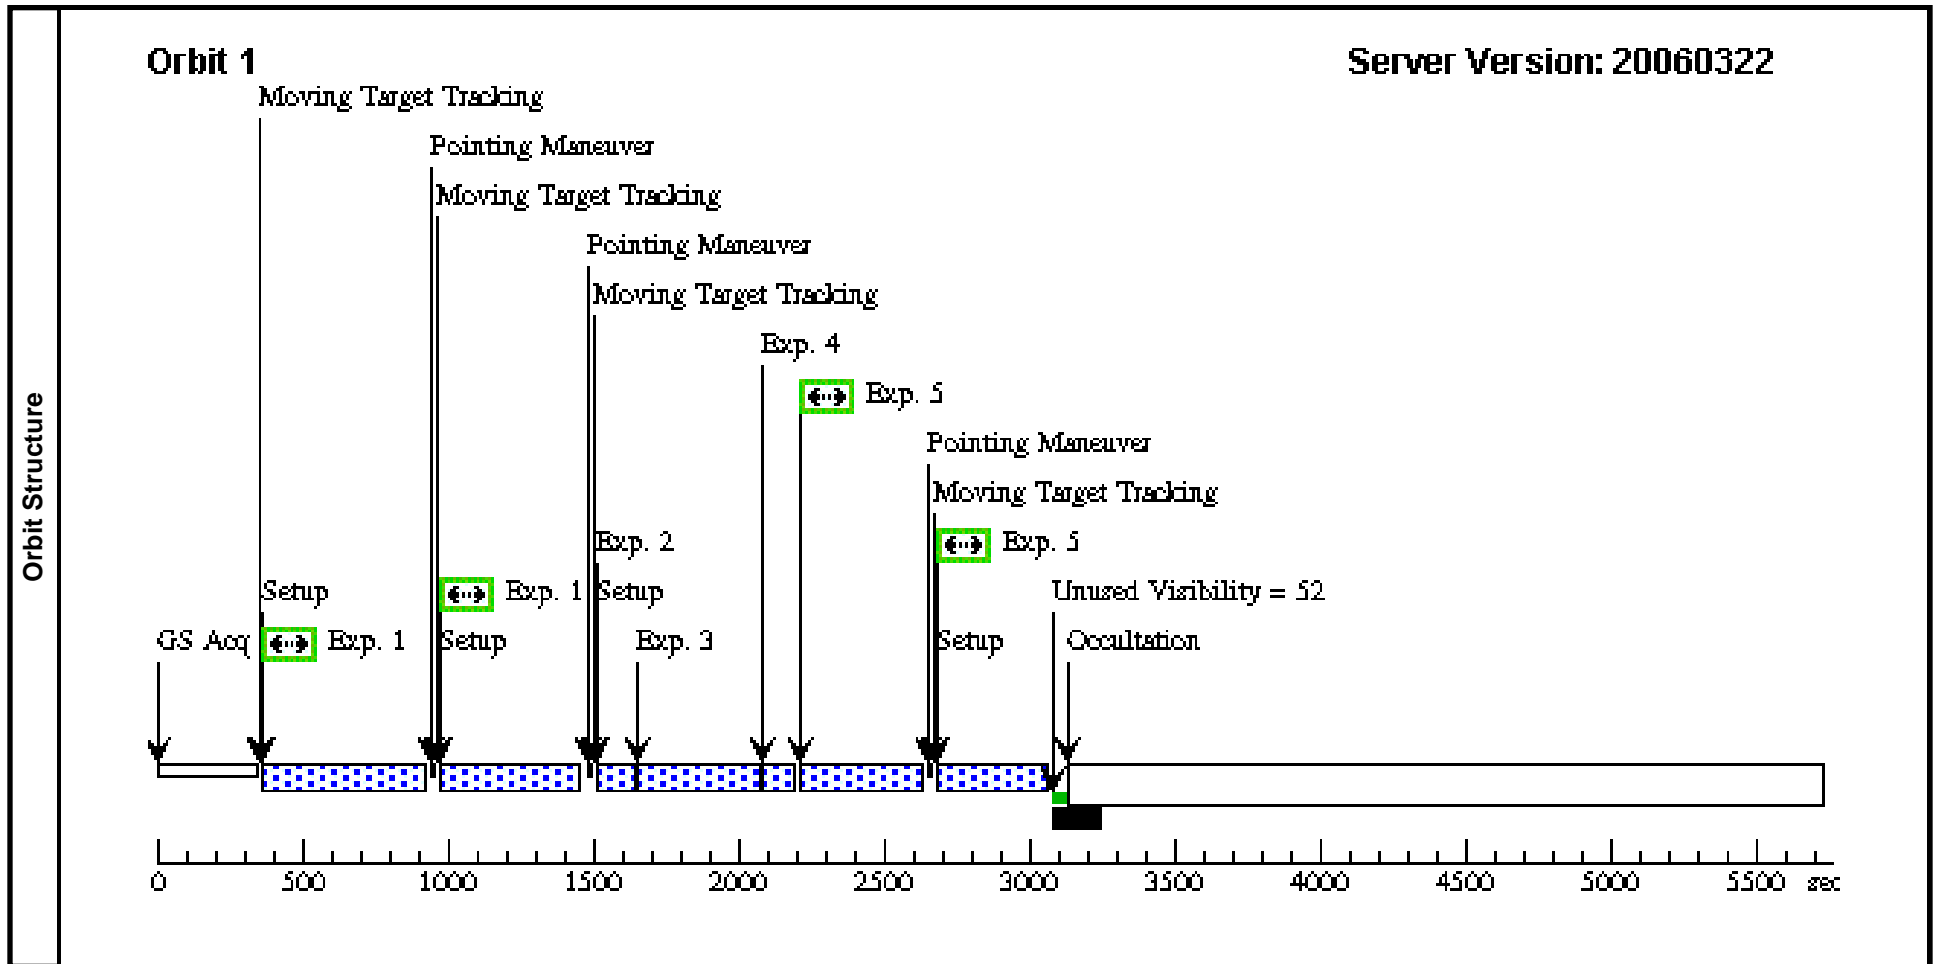 Orbit Structure
Orbit 1
Server Version: 20060322
Moving Target Tracking
Pointing Maneuver
Moving Target Tracking
Pointing Maneuver
Moving Target Tracking
Exp. 4
Exp. 5
Pointing Maneuver
Moving Target Tracking
Exp. 2
Exp. 5
Setup
Exp. 1
Setup
Unused Visibility = 52
GS Acq
Exp. 1
Setup
Exp. 3
Setup
Occultation
0 500 1000 1500 2000 2500 3000 3500 4000 4500 5000 5500 sec